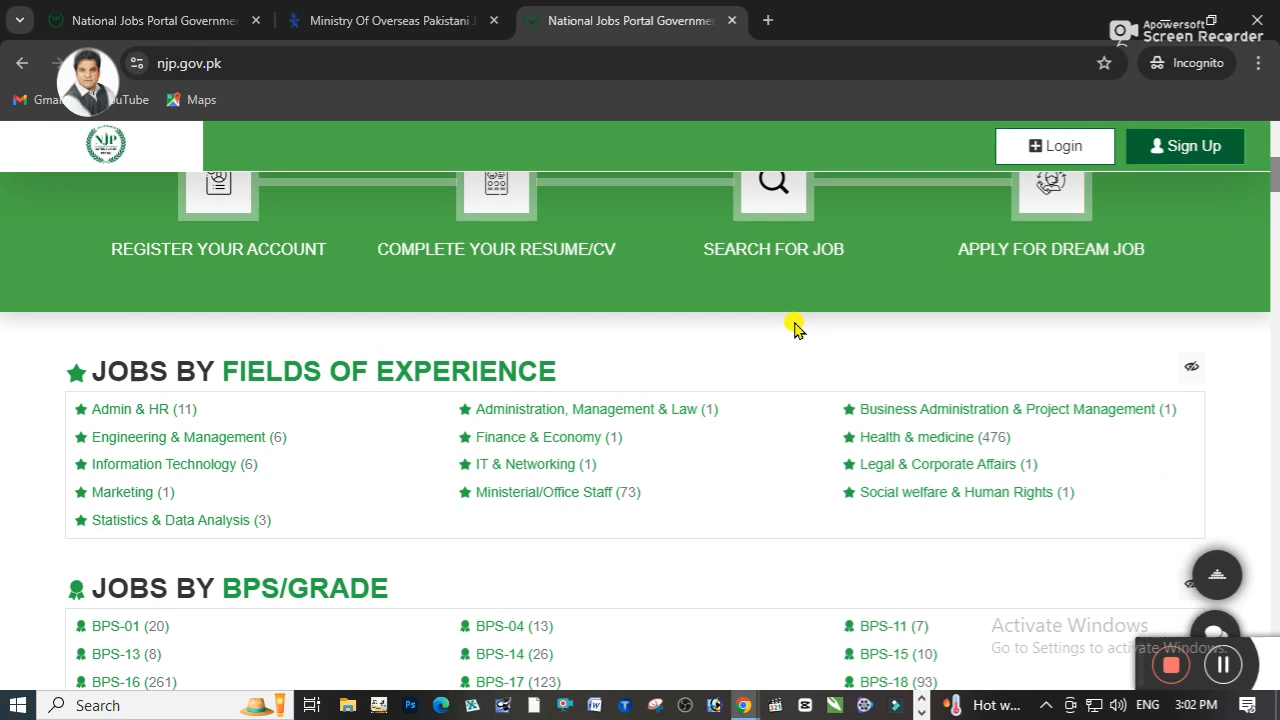 National Jobs Portal Governme
Ministry Of Overseas Pakistani J
National Jobs Portal Governme
Apowersoft
Screen Recorder
njp.gov.pk
Incognito
Gma
uTube
Maps
NJP
Login
Sign Up
REGISTER YOUR ACCOUNT
COMPLETE YOUR RESUME/CV
SEARCH FOR JOB
APPLY FOR DREAM JOB
JOBS BY FIELDS OF EXPERIENCE
Admin & HR (11)
Administration, Management & Law (1)
Business Administration & Project Management (1)
Engineering & Management (6)
Finance & Economy (1)
Health & medicine (476)
Information Technology (6)
IT & Networking (1)
Legal & Corporate Affairs (1)
Marketing (1)
Ministerial/Office Staff (73)
Social welfare & Human Rights (1)
Statistics & Data Analysis (3)
JOBS BY BPS/GRADE
BPS-01 (20)
BPS-04 (13)
BPS-11 (7)
BPS-13 (8)
BPS-14 (26)
BPS-15 (10)
BPS-16 (261)
BPS-17 (123)
BPS-18 (93)
Activate Windows
Go to Settings to activate Windows.
Search
Hot w...
ENG
3:02 PM